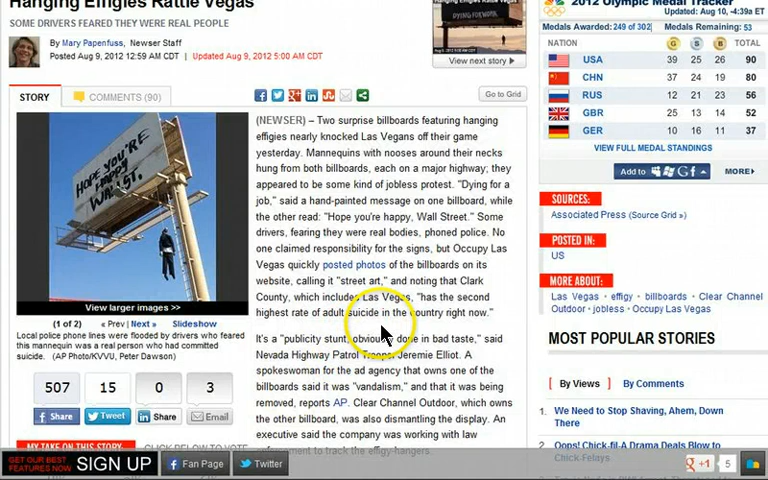 Hanging Effigies Rattle Vegas
SOME DRIVERS FEARED THEY WERE REAL PEOPLE
By Mary Papenfuss, Newser Staff
Posted Aug 9, 2012 12:59 AM CDT | Updated Aug 9, 2012 5:00 AM CDT
DYING FOR WORK
View next story
STORY
COMMENTS (90)
Go to Grid
HOPE YOU'RE
HAPPY
WALL ST.
View larger images >>
(1 of 2) < Prev | Next > Slideshow
Local police phone lines were flooded by drivers who feared
this mannequin was a real person who had committed
suicide. (AP Photo/KVVU, Peter Dawson)
507 15 0 3
Share Tweet Share Email
MY TAKE ON THIS STORY
CLICK BELOW TO VOTE
(NEWSER) – Two surprise billboards featuring hanging
effigies nearly knocked Las Vegans off their game
yesterday. Mannequins with nooses around their necks
hung from both billboards, each on a major highway; they
appeared to be some kind of jobless protest. "Dying for a
job," said a hand-painted message on one billboard, while
the other read: "Hope you're happy, Wall Street." Some
drivers, fearing they were real bodies, phoned police. No
one claimed responsibility for the signs, but Occupy Las
Vegas quickly posted photos of the billboards on its
website, calling it "street art," and noting that Clark
County, which includes Las Vegas, "has the second
highest rate of adult suicide in the country right now."
It's a "publicity stunt, obviously done in bad taste," said
Nevada Highway Patrol Trooper Jeremie Elliot. A
spokeswoman for the ad agency that owns one of the
billboards said it was "vandalism," and that it was being
removed, reports AP. Clear Channel Outdoor, which owns
the other billboard, was also dismantling the display. An
executive said the company was working with law
enforcement to track the effigy-hangers.
2012 Olympic Medal Tracker
Updated: Aug 10, -4:39a ET
Medals Awarded: 249 of 302 Medals Remaining: 53
NATION G S B TOTAL
USA 39 25 26 90
CHN 37 24 19 80
RUS 12 21 23 56
GBR 25 13 14 52
GER 10 16 11 37
VIEW FULL MEDAL STANDINGS
Add to MORE
SOURCES:
Associated Press (Source Grid »)
POSTED IN:
US
MORE ABOUT:
Las Vegas • effigy • billboards • Clear Channel
Outdoor • jobless • Occupy Las Vegas
MOST POPULAR STORIES
[ By Views ] By Comments
1. We Need to Stop Shaving, Ahem, Down
There
2. Oops! Chick-fil-A Drama Deals Blow to
Chick-Felays
GET OUR BEST
FEATURES NOW SIGN UP Fan Page Twitter
+1 5